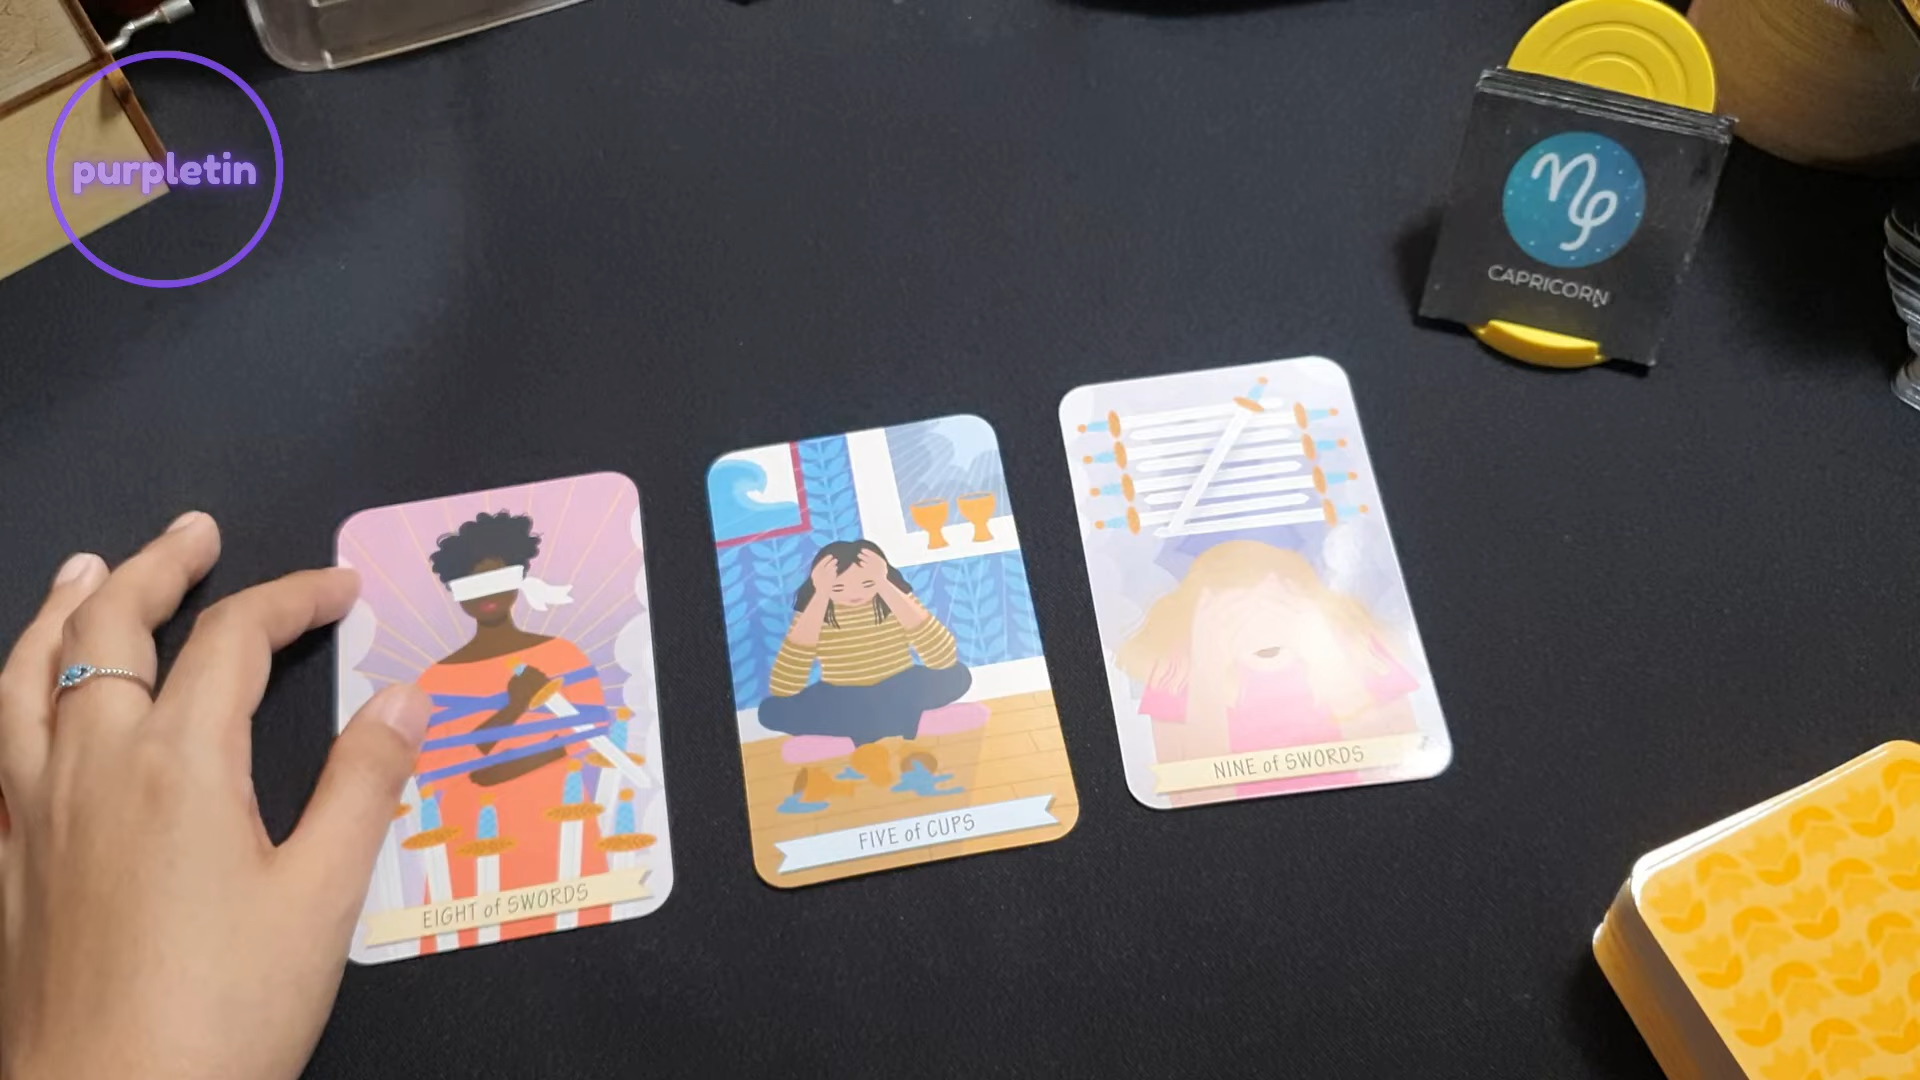 purpletin
CAPRICORN
EIGHT of SWORDS
FIVE of CUPS
NINE of SWORDS